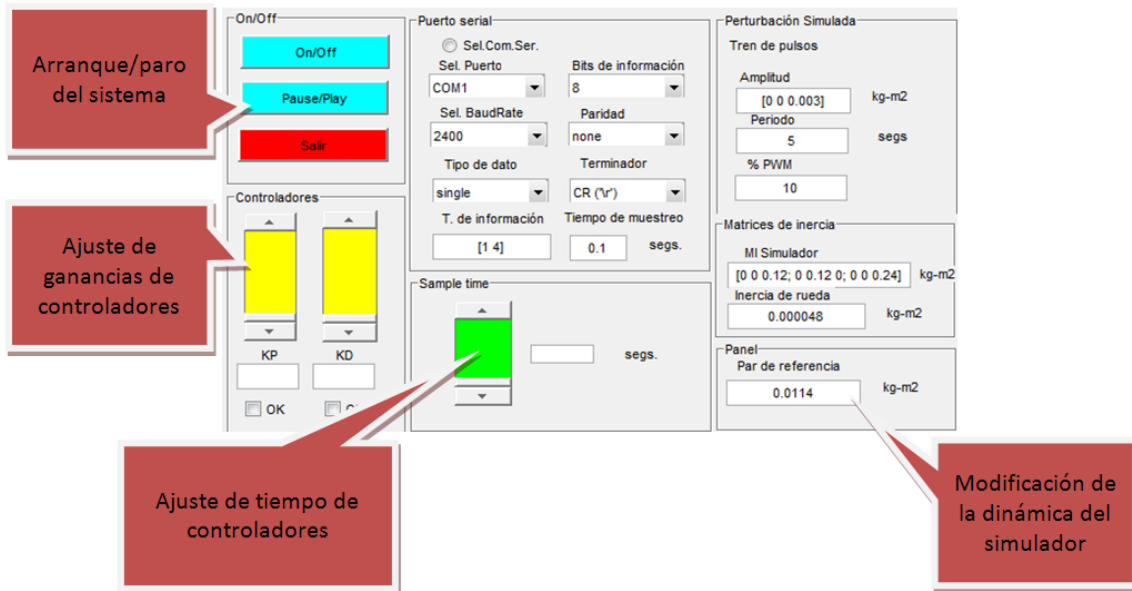 On/Off
On/Off
Pause/Play
Salir
Arranque/paro
del sistema
Controladores
KP
KD
OK
Ajuste de
ganancias de
controladores
Puerto serial
Sel.Com.Ser.
Sel. Puerto
Bits de información
COM1
8
Sel. BaudRate
Paridad
2400
none
Tipo de dato
Terminador
single
CR ('\r')
T. de información
Tiempo de muestreo
[1 4]
0.1
segs.
Sample time
segs.
Ajuste de tiempo de
controladores
Perturbación Simulada
Tren de pulsos
Amplitud
[0 0 0.003]
kg-m2
Periodo
5
segs
% PWM
10
Matrices de inercia
MI Simulador
[0 0 0.12; 0 0.12 0; 0 0 0.24]
kg-m2
Inercia de rueda
0.000048
kg-m2
Panel
Par de referencia
0.0114
kg-m2
Modificación de
la dinámica del
simulador